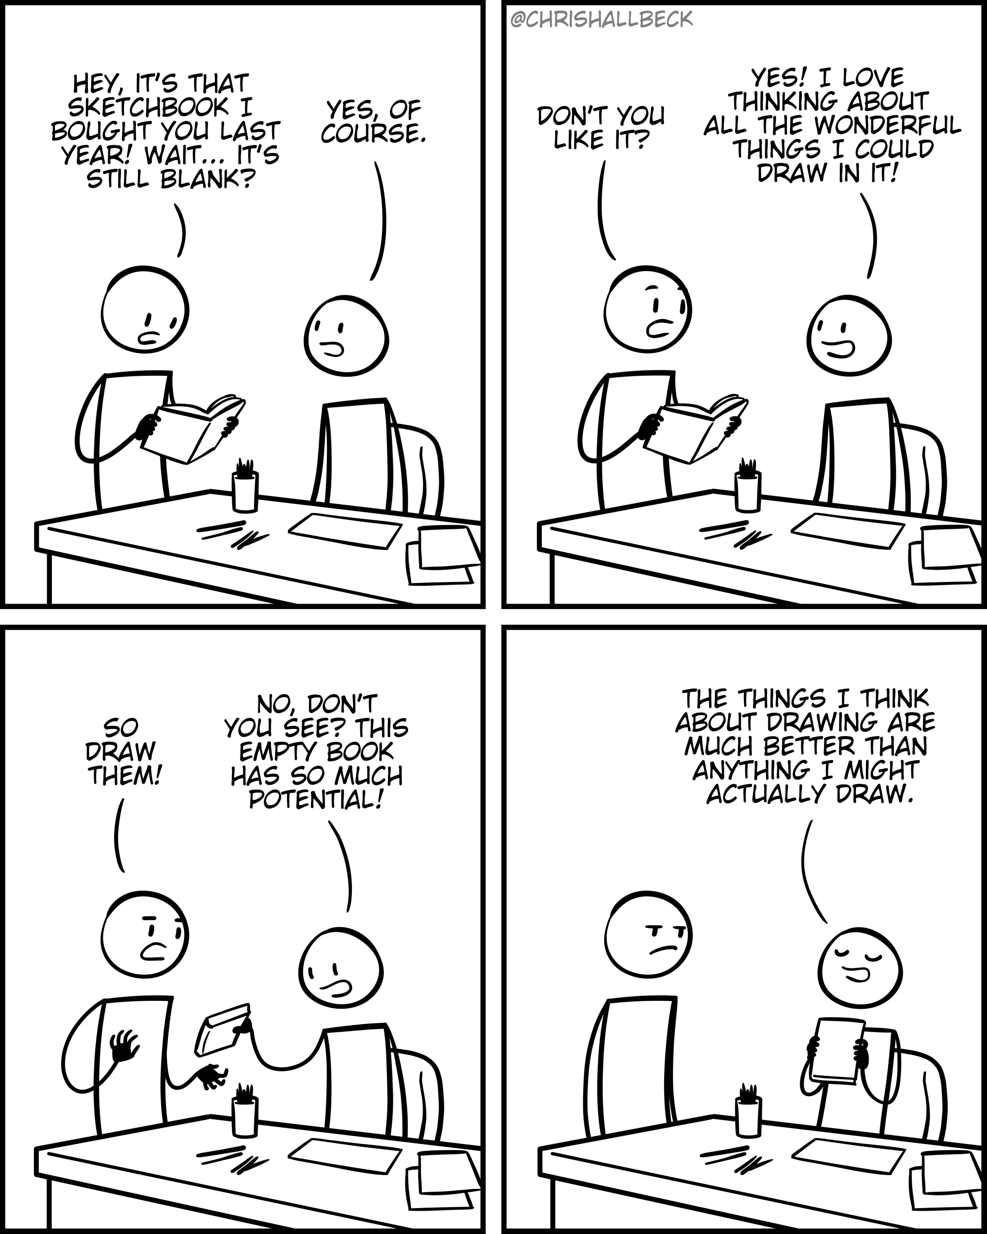 HEY, IT'S THAT
SKETCHBOOK I
BOUGHT YOU LAST
YEAR! WAIT... IT'S
STILL BLANK?
YES, OF
COURSE.
@CHRISHALLBECK
DON'T YOU
LIKE IT?
YES! I LOVE
THINKING ABOUT
ALL THE WONDERFUL
THINGS I COULD
DRAW IN IT!
SO
DRAW
THEM!
NO, DON'T
YOU SEE? THIS
EMPTY BOOK
HAS SO MUCH
POTENTIAL!
THE THINGS I THINK
ABOUT DRAWING ARE
MUCH BETTER THAN
ANYTHING I MIGHT
ACTUALLY DRAW.